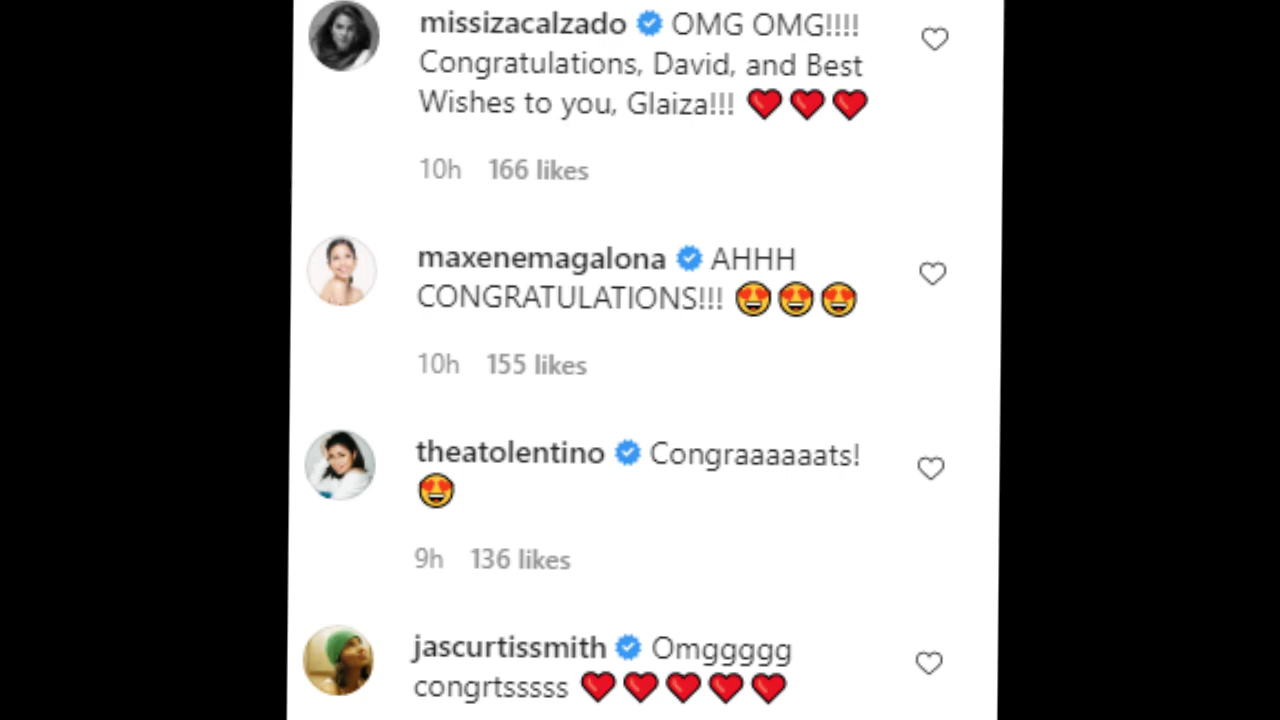 missizacalzado OMG OMG!!!!
Congratulations, David, and Best
Wishes to you, Glaiza!!! ❤️❤️❤️
10h 166 likes
maxenemagalona AHHH
CONGRATULATIONS!!! 😍😍😍
10h 155 likes
theatolentino Congraaaaaats!
😍
9h 136 likes
jascurtissmith Omggggg
congrtsssss ❤️❤️❤️❤️❤️